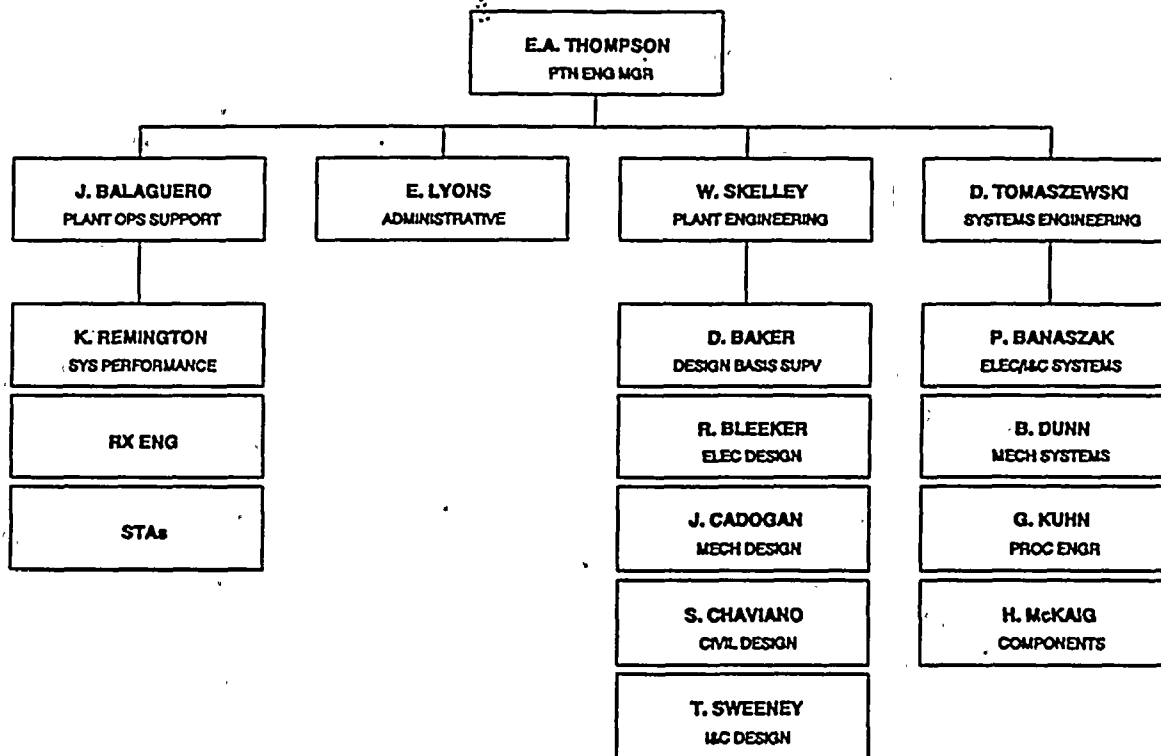 E.A. THOMPSON
PTN ENG MGR
J. BALAGUERO
PLANT OPS SUPPORT
E. LYONS
ADMINISTRATIVE
W. SKELLEY
PLANT ENGINEERING
D. TOMASZEWSKI
SYSTEMS ENGINEERING
K. REMINGTON
SYS PERFORMANCE
RX ENG
STAs
D. BAKER
DESIGN BASIS SUPV
R. BLEEKER
ELEC DESIGN
J. CADOGAN
MECH DESIGN
S. CHAVIANO
CIVIL DESIGN
T. SWEENEY
I&C DESIGN
P. BANASZAK
ELEC/I&C SYSTEMS
B. DUNN
MECH SYSTEMS
G. KUHN
PROC ENGR
H. McKAIG
COMPONENTS